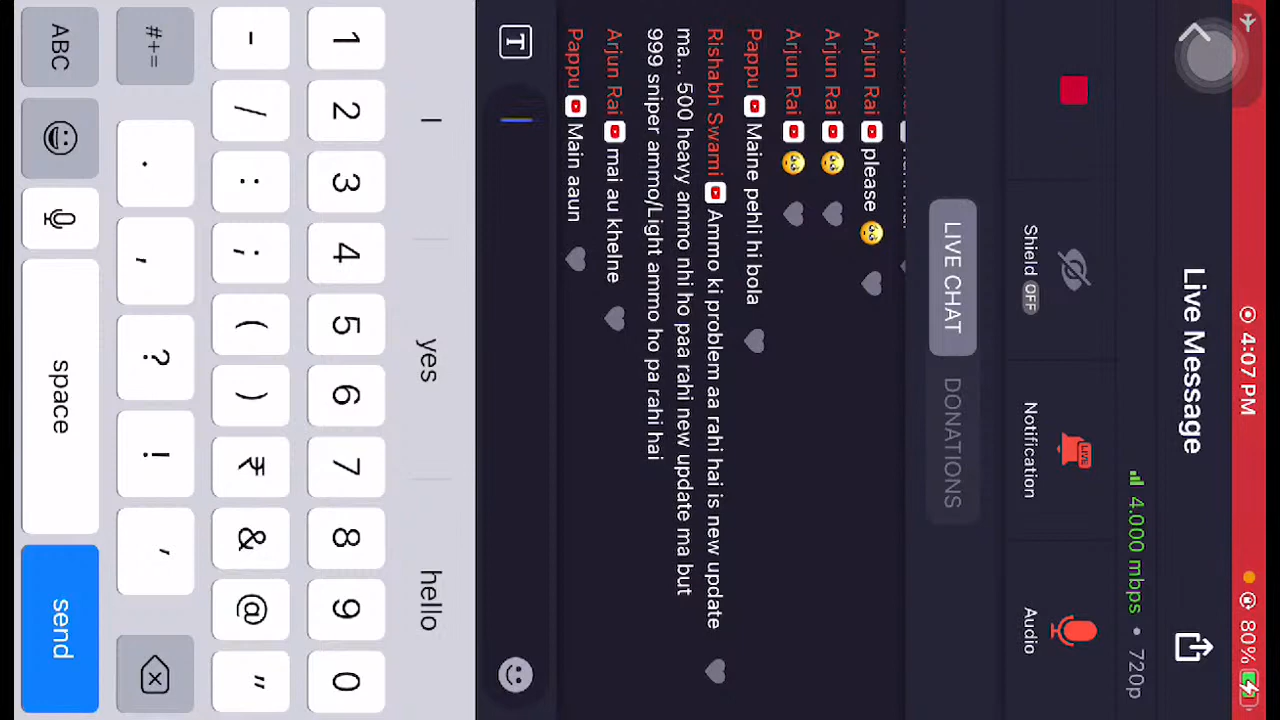 4:07 PM
80%
Live Message
4.000 mbps • 720p
Shield OFF
Notification
LIVE
Audio
LIVE CHAT
DONATIONS
Arjun Rai please 🥺
Arjun Rai 🥺
Arjun Rai 🥺
Pappu Maine pehli hi bola
Rishabh Swami Ammo ki problem aa rahi hai is new update
ma... 500 heavy ammo nhi ho paa rahi new update ma but
999 sniper ammo/Light ammo ho pa rahi hai
Arjun Rai mai au khelne
Pappu Main aaun
T
I yes hello
1 2 3 4 5 6 7 8 9 0
- / : ; ( ) ₹ & @ "
#+= . , ? ! '
ABC space send